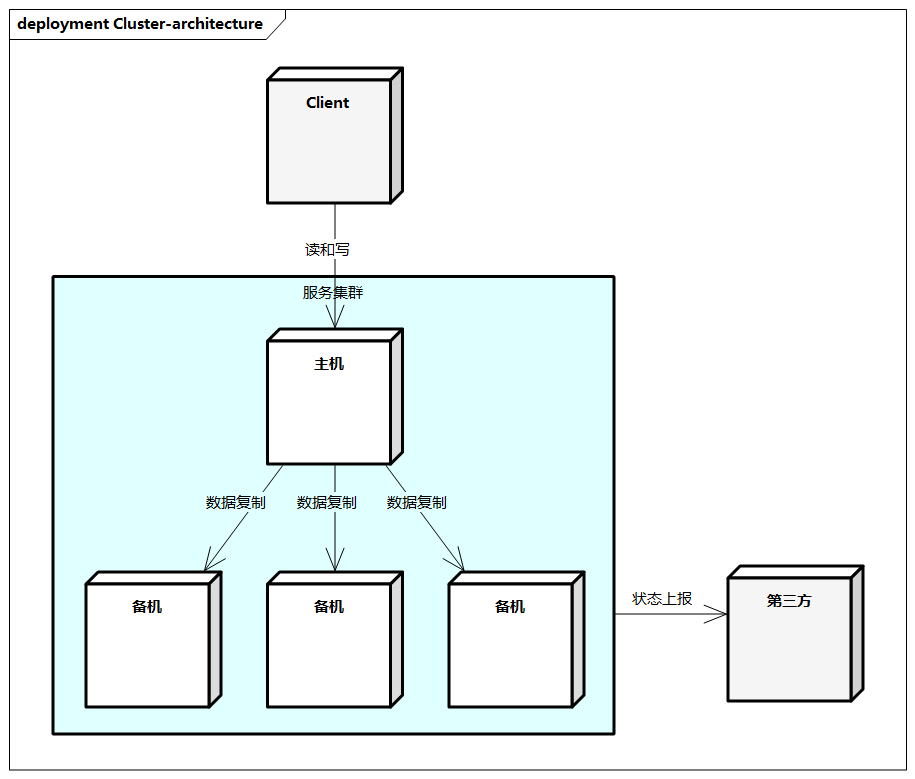 deployment Cluster-architecture
Client
读和写
服务集群
主机
数据复制
数据复制
数据复制
备机
备机
备机
状态上报
第三方